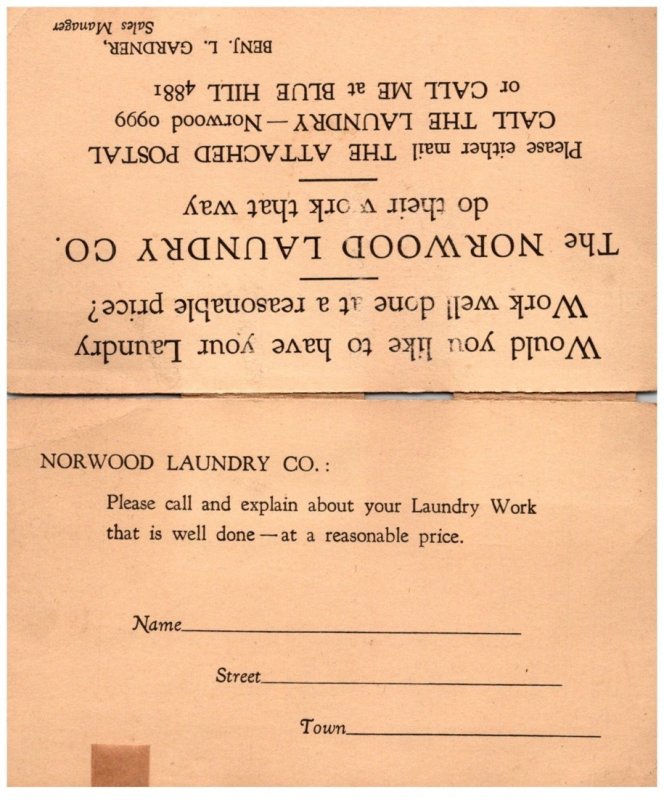 Would you like to have your Laundry
Work well done at a reasonable price?
The NORWOOD LAUNDRY CO.
do their work that way
Please either mail THE ATTACHED POSTAL
CALL THE LAUNDRY—Norwood 0999
or CALL ME at BLUE HILL 4881
BENJ. L. GARDNER,
Sales Manager
NORWOOD LAUNDRY CO.:
Please call and explain about your Laundry Work
that is well done—at a reasonable price.
Name
Street
Town